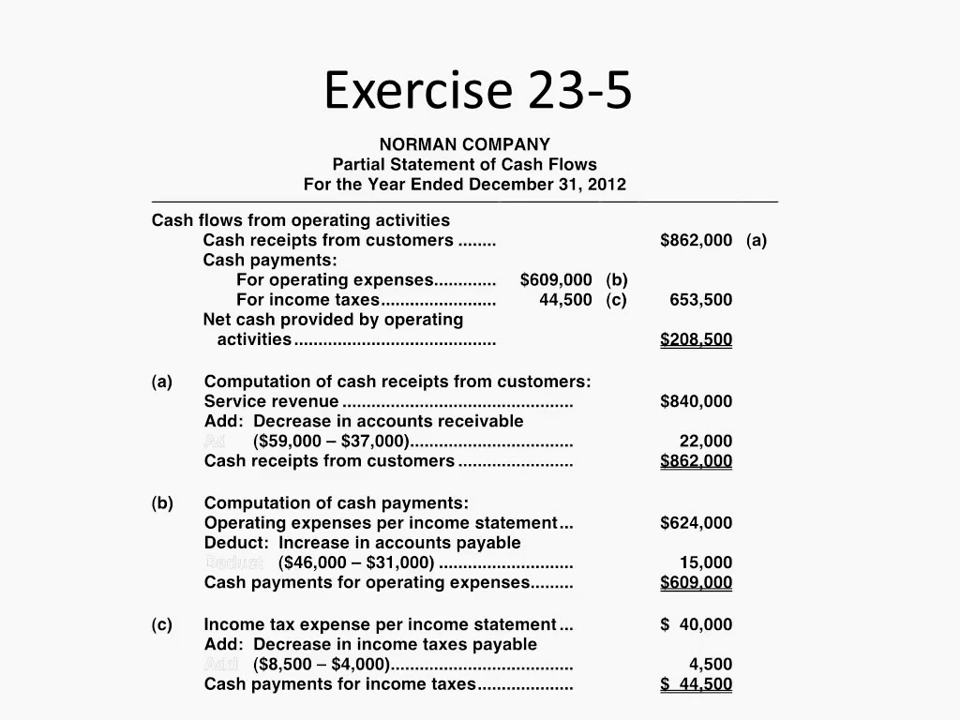 Exercise 23-5
NORMAN COMPANY
Partial Statement of Cash Flows
For the Year Ended December 31, 2012
Cash flows from operating activities
Cash receipts from customers ........ $862,000 (a)
Cash payments:
For operating expenses............. $609,000 (b)
For income taxes........................ 44,500 (c) 653,500
Net cash provided by operating
activities.......................................... $208,500
(a) Computation of cash receipts from customers:
Service revenue................................................ $840,000
Add: Decrease in accounts receivable
($59,000 – $37,000).................................. 22,000
Cash receipts from customers........................ $862,000
(b) Computation of cash payments:
Operating expenses per income statement... $624,000
Deduct: Increase in accounts payable
Deduct ($46,000 – $31,000)............................ 15,000
Cash payments for operating expenses......... $609,000
(c) Income tax expense per income statement... $ 40,000
Add: Decrease in income taxes payable
Add ($8,500 – $4,000)...................................... 4,500
Cash payments for income taxes.................... $ 44,500